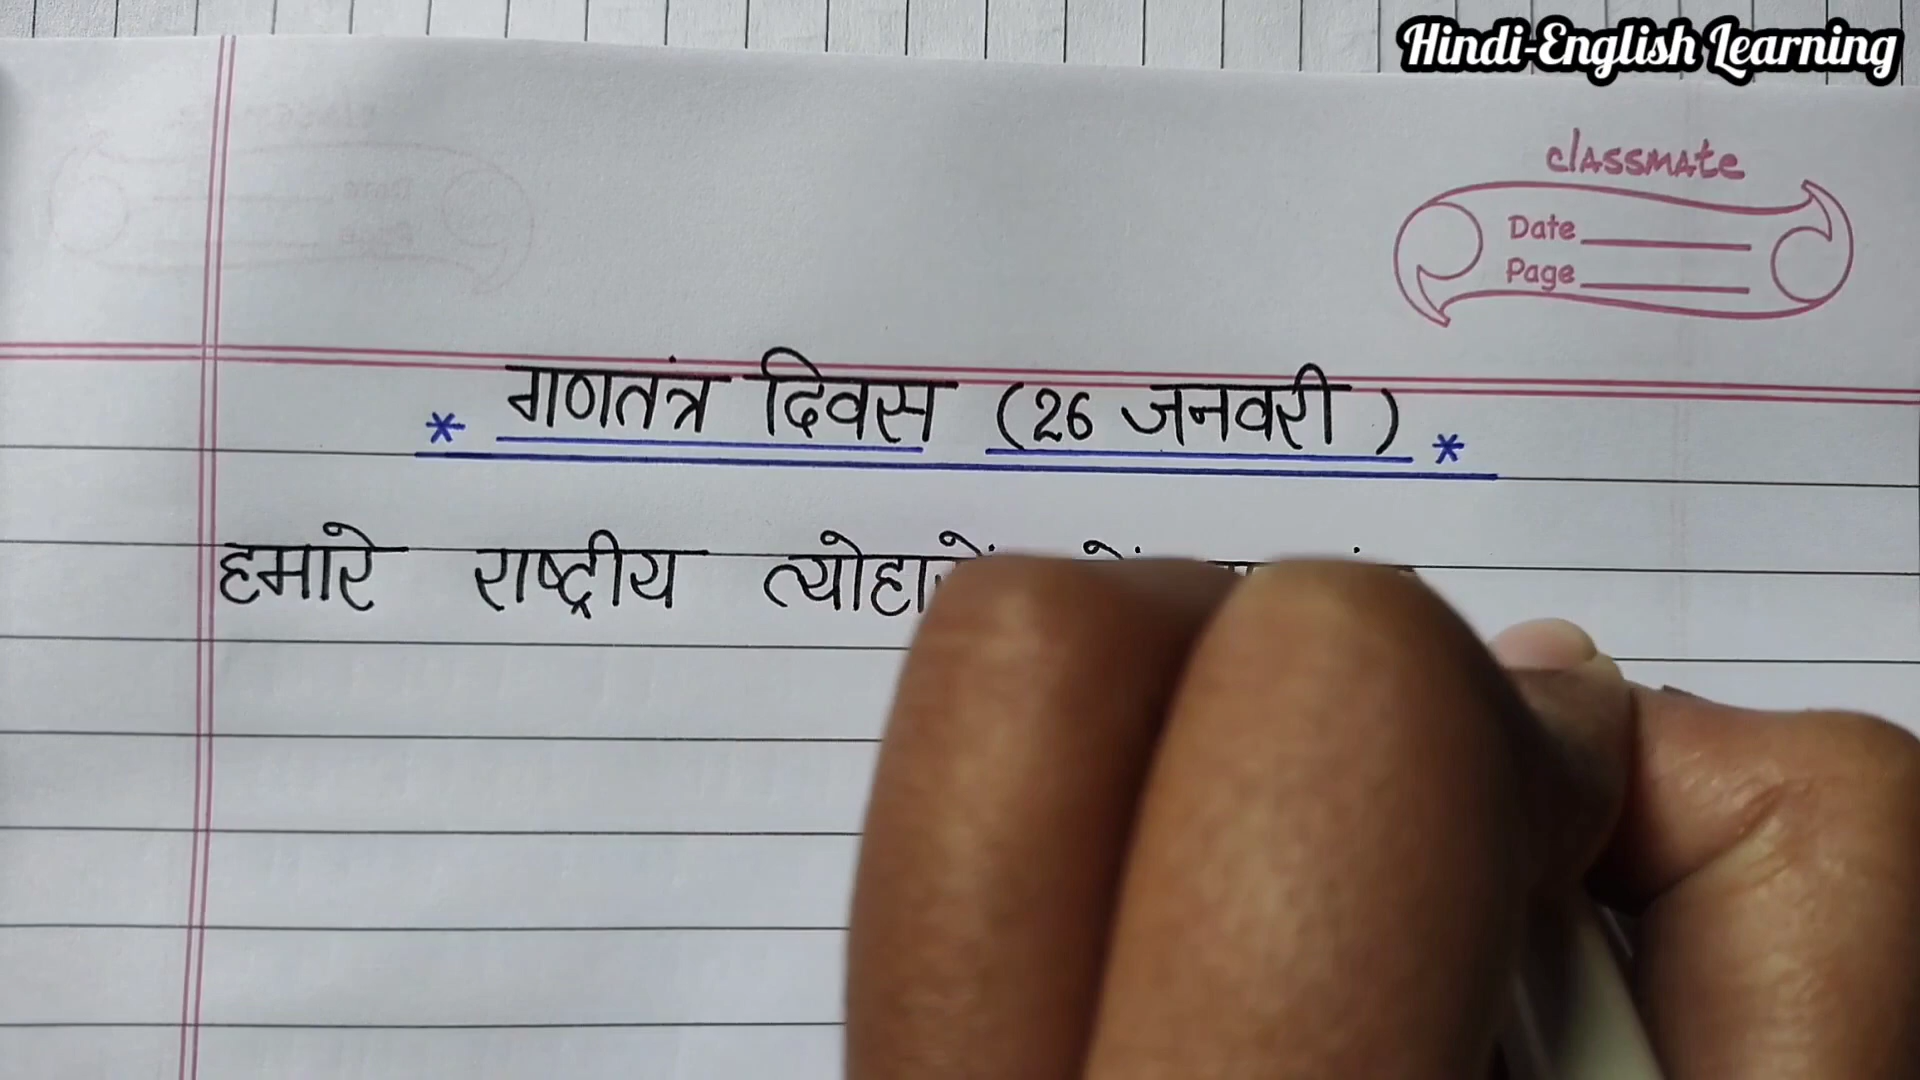 Hindi-English Learning
classmate
Date
Page
* गणतंत्र दिवस (26 जनवरी) *
हमारे राष्ट्रीय